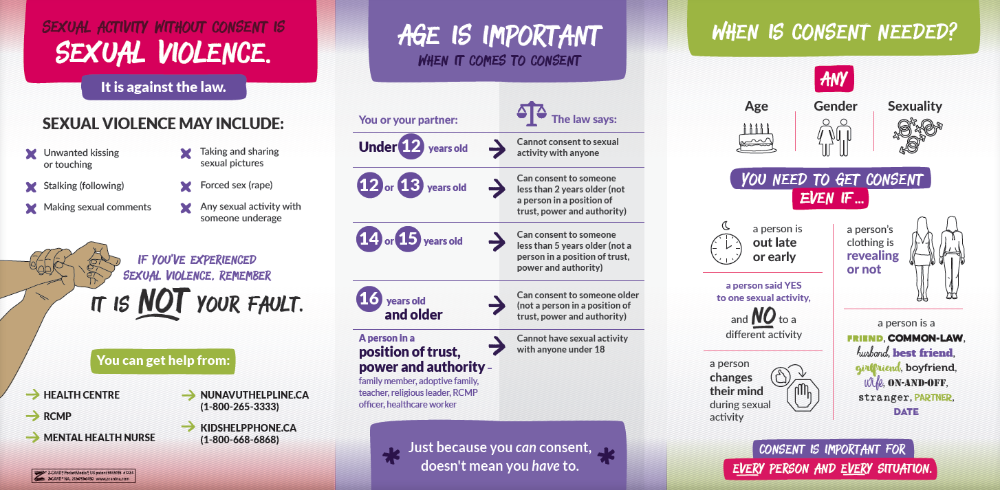 SEXUAL ACTIVITY WITHOUT CONSENT IS
SEXUAL VIOLENCE.
It is against the law.
SEXUAL VIOLENCE MAY INCLUDE:
Unwanted kissing
or touching
Stalking (following)
Making sexual comments
Taking and sharing
sexual pictures
Forced sex (rape)
Any sexual activity with
someone underage
IF YOU'VE EXPERIENCED
SEXUAL VIOLENCE, REMEMBER
IT IS NOT YOUR FAULT.
You can get help from:
HEALTH CENTRE
RCMP
MENTAL HEALTH NURSE
NUNAVUTHELPLINE.CA
(1-800-265-3333)
KIDSHELPPHONE.CA
(1-800-668-6868)
Z-CARD® PocketMedia®, US patent 5845195 #1234
Z-CARD® NA, 212-797-0450 www.zcardna.com
AGE IS IMPORTANT
WHEN IT COMES TO CONSENT
You or your partner:
The law says:
Under 12 years old
Cannot consent to sexual
activity with anyone
12 or 13 years old
Can consent to someone
less than 2 years older (not
a person in a position of
trust, power and authority)
14 or 15 years old
Can consent to someone
less than 5 years older (not a
person in a position of trust,
power and authority)
16 years old
and older
Can consent to someone older
(not a person in a position of
trust, power and authority)
A person in a
position of trust,
power and authority –
family member, adoptive family,
teacher, religious leader, RCMP
officer, healthcare worker
Cannot have sexual activity
with anyone under 18
* Just because you can consent, *
doesn't mean you have to.
WHEN IS CONSENT NEEDED?
ANY
Age
Gender
Sexuality
YOU NEED TO GET CONSENT
EVEN IF...
a person is
out late
or early
a person said YES
to one sexual activity,
and NO to a
different activity
a person
changes
their mind
during sexual
activity
a person's
clothing is
revealing
or not
a person is a
FRIEND, COMMON-LAW,
husband, best friend,
girlfriend, boyfriend,
Wife, ON-AND-OFF,
stranger, PARTNER,
DATE
CONSENT IS IMPORTANT FOR
EVERY PERSON AND EVERY SITUATION.